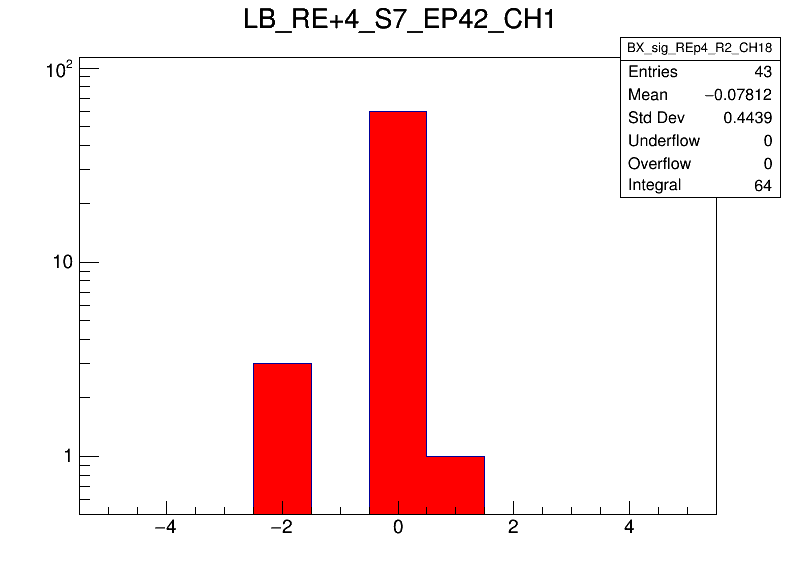 LB_RE+4_S7_EP42_CH1
BX_sig_REp4_R2_CH18
Entries 43
Mean −0.07812
Std Dev 0.4439
Underflow 0
Overflow 0
Integral 64
10²
10
1
−4 −2 0 2 4